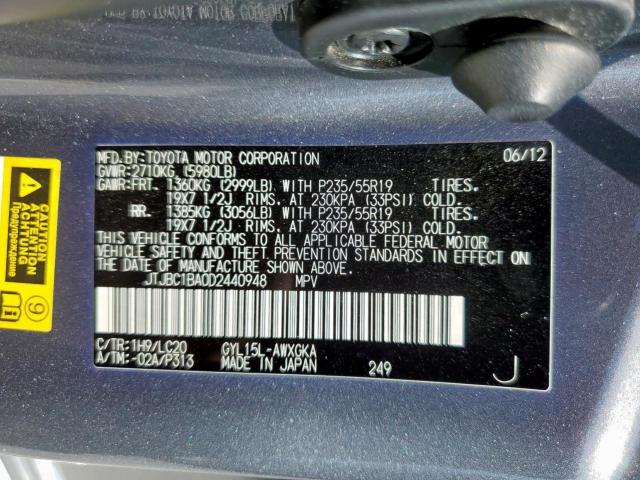 MFD.BY:TOYOTA MOTOR CORPORATION 06/12
GVWR:2710KG (5980LB)
GAWR:FRT. 1360KG (2999LB) WITH P235/55R19 TIRES.
19X7 1/2J RIMS. AT 230KPA (33PSI) COLD.
RR. 1385KG (3056LB) WITH P235/55R19 TIRES.
19X7 1/2J RIMS. AT 230KPA (33PSI) COLD.
THIS VEHICLE CONFORMS TO ALL APPLICABLE FEDERAL MOTOR
VEHICLE SAFETY AND THEFT PREVENTION STANDARDS IN EFFECT ON
THE DATE OF MANUFACTURE SHOWN ABOVE.
JTJBC1BA0D2440948 MPV
C/TR:1H9/LC20 GYL15L-AWXGKA
A/TM:-02A/P313 MADE IN JAPAN 249 J
CAUTION
ATTENTION
ACHTUNG
Предупреждение
9